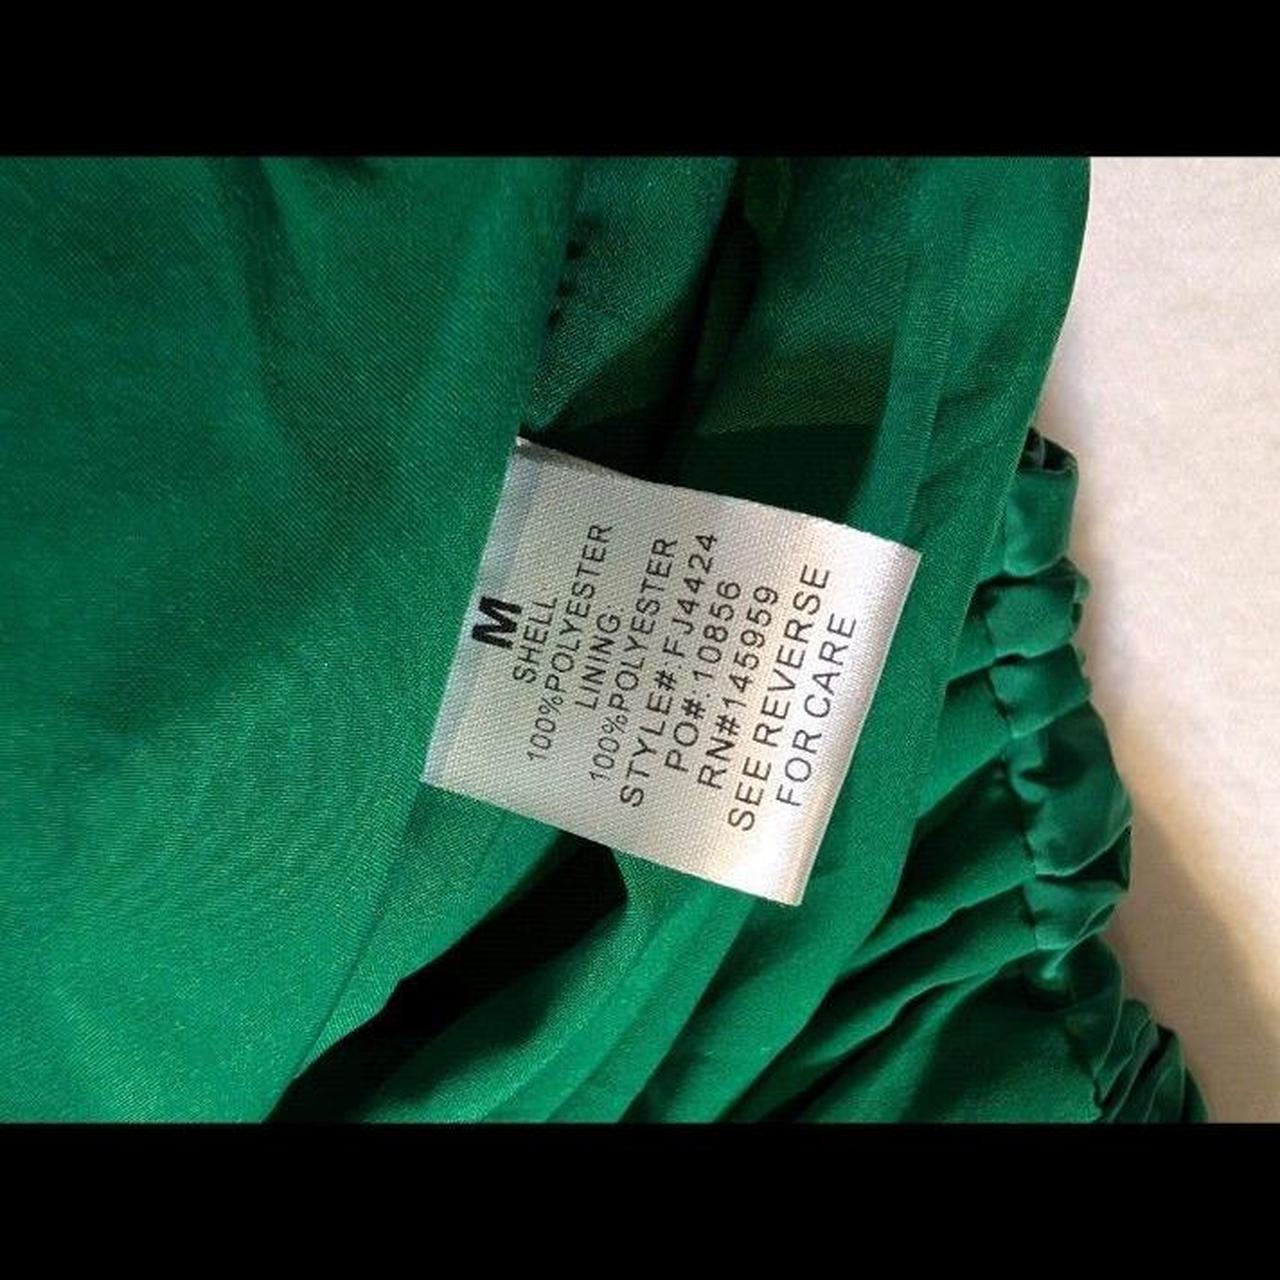 M
SHELL
100%POLYESTER
LINING:
100%POLYESTER
STYLE#:FJ4424
PO#:10856
RN#145959
SEE REVERSE
FOR CARE